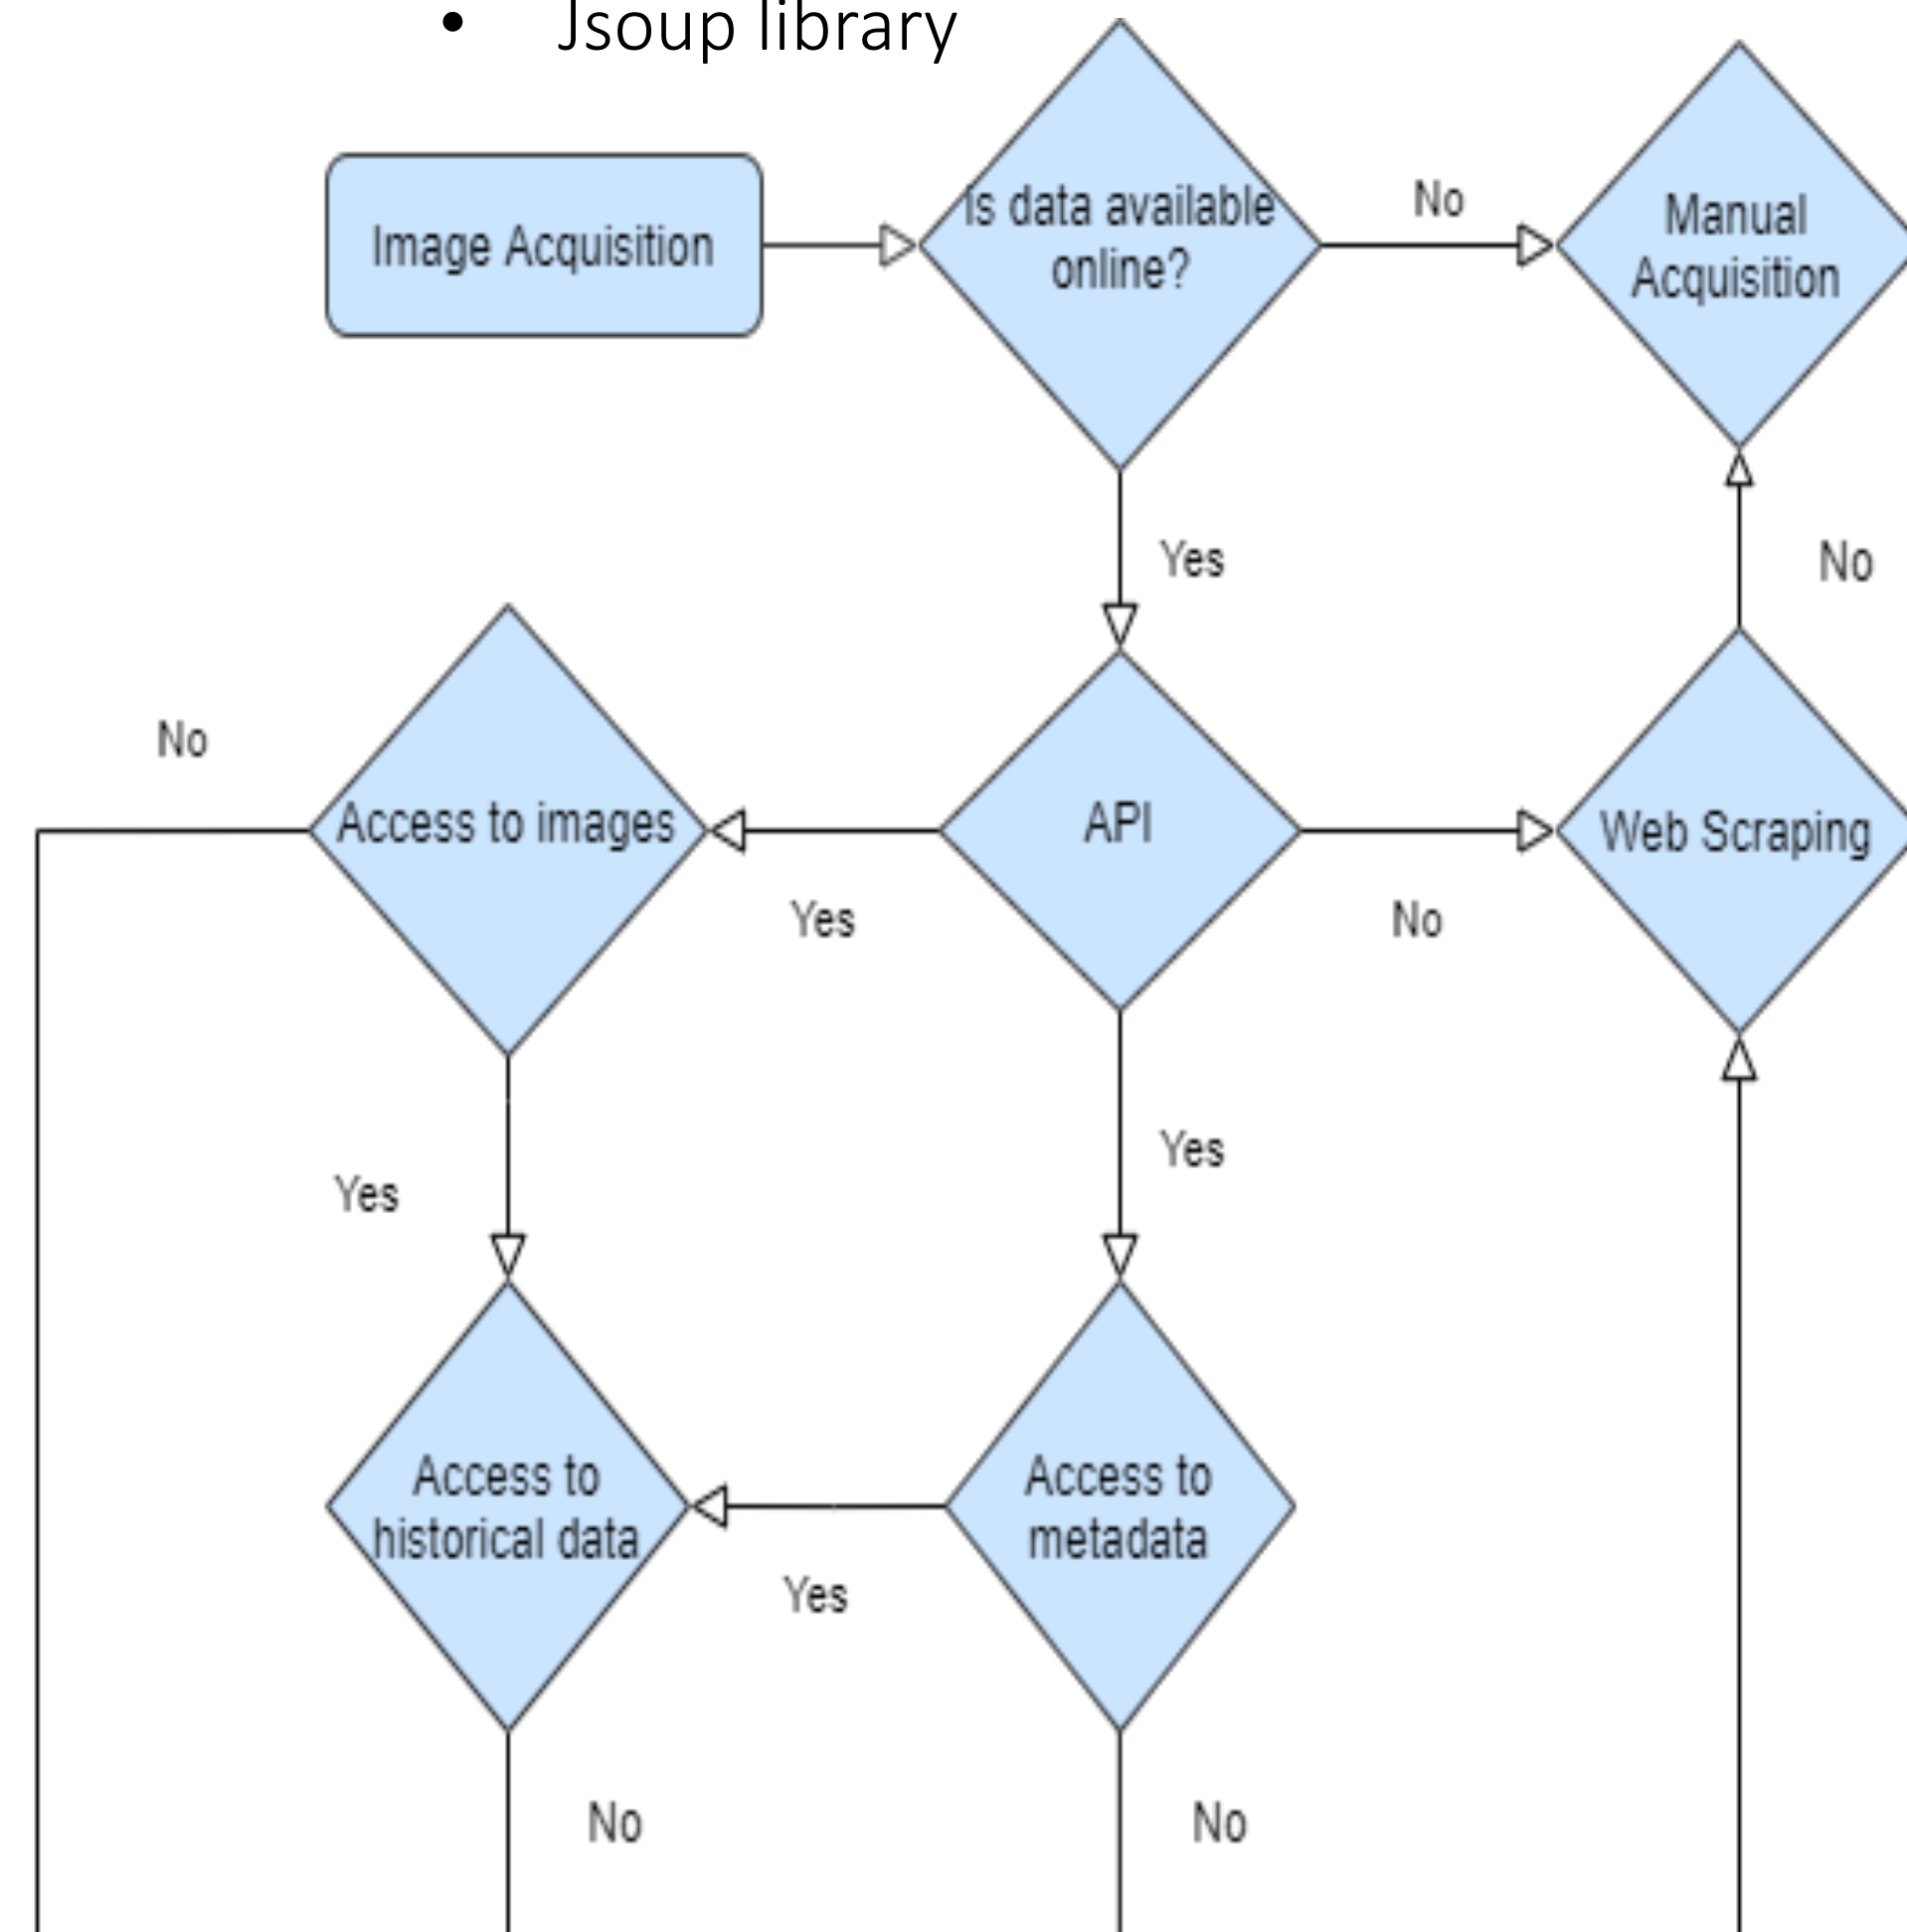 • Jsoup library
Image Acquisition
Is data available
online?
No
Manual
Acquisition
Yes
No
No
Access to images
API
Web Scraping
Yes
No
Yes
Yes
Access to
historical data
Access to
metadata
Yes
No
No